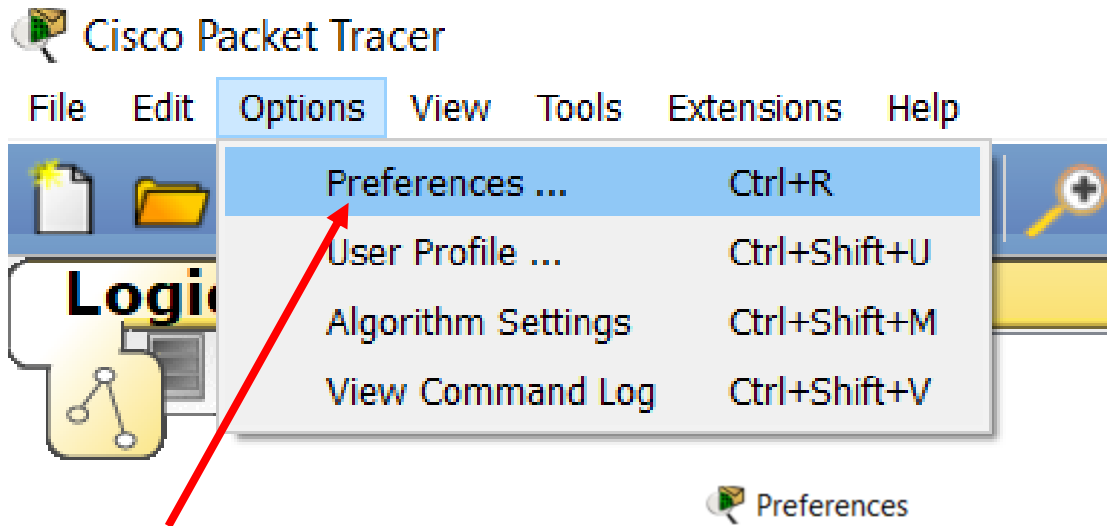 Cisco Packet Tracer
File Edit Options View Tools Extensions Help
Preferences ... Ctrl+R
User Profile ... Ctrl+Shift+U
Logi
Algorithm Settings Ctrl+Shift+M
View Command Log Ctrl+Shift+V
Preferences